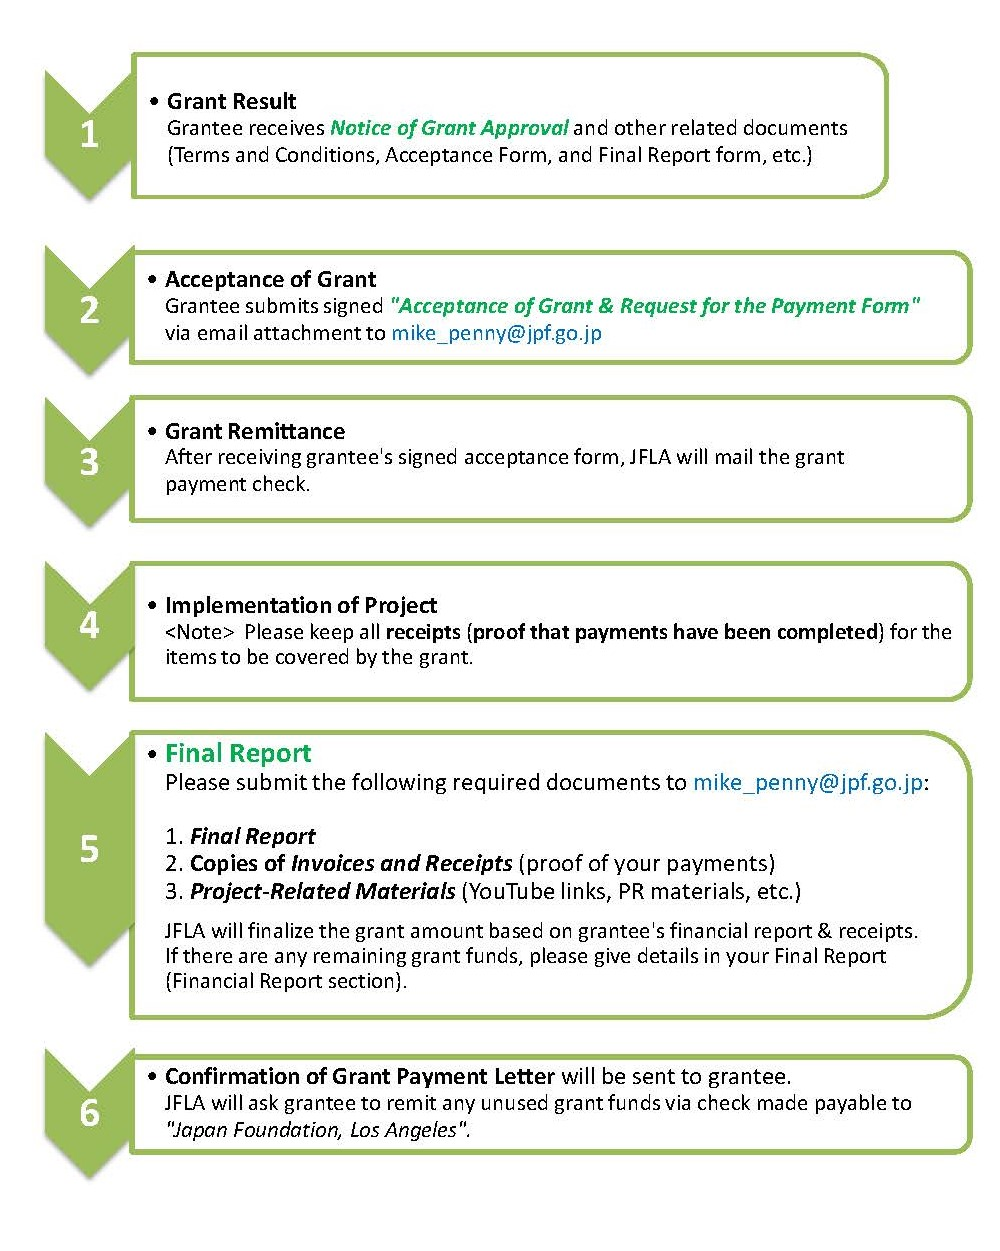 1
• Grant Result
Grantee receives Notice of Grant Approval and other related documents
(Terms and Conditions, Acceptance Form, and Final Report form, etc.)
2
• Acceptance of Grant
Grantee submits signed "Acceptance of Grant & Request for the Payment Form"
via email attachment to mike_penny@jpf.go.jp
3
• Grant Remittance
After receiving grantee's signed acceptance form, JFLA will mail the grant
payment check.
4
• Implementation of Project
<Note> Please keep all receipts (proof that payments have been completed) for the
items to be covered by the grant.
5
• Final Report
Please submit the following required documents to mike_penny@jpf.go.jp:
1. Final Report
2. Copies of Invoices and Receipts (proof of your payments)
3. Project-Related Materials (YouTube links, PR materials, etc.)
JFLA will finalize the grant amount based on grantee's financial report & receipts.
If there are any remaining grant funds, please give details in your Final Report
(Financial Report section).
6
• Confirmation of Grant Payment Letter will be sent to grantee.
JFLA will ask grantee to remit any unused grant funds via check made payable to
"Japan Foundation, Los Angeles".